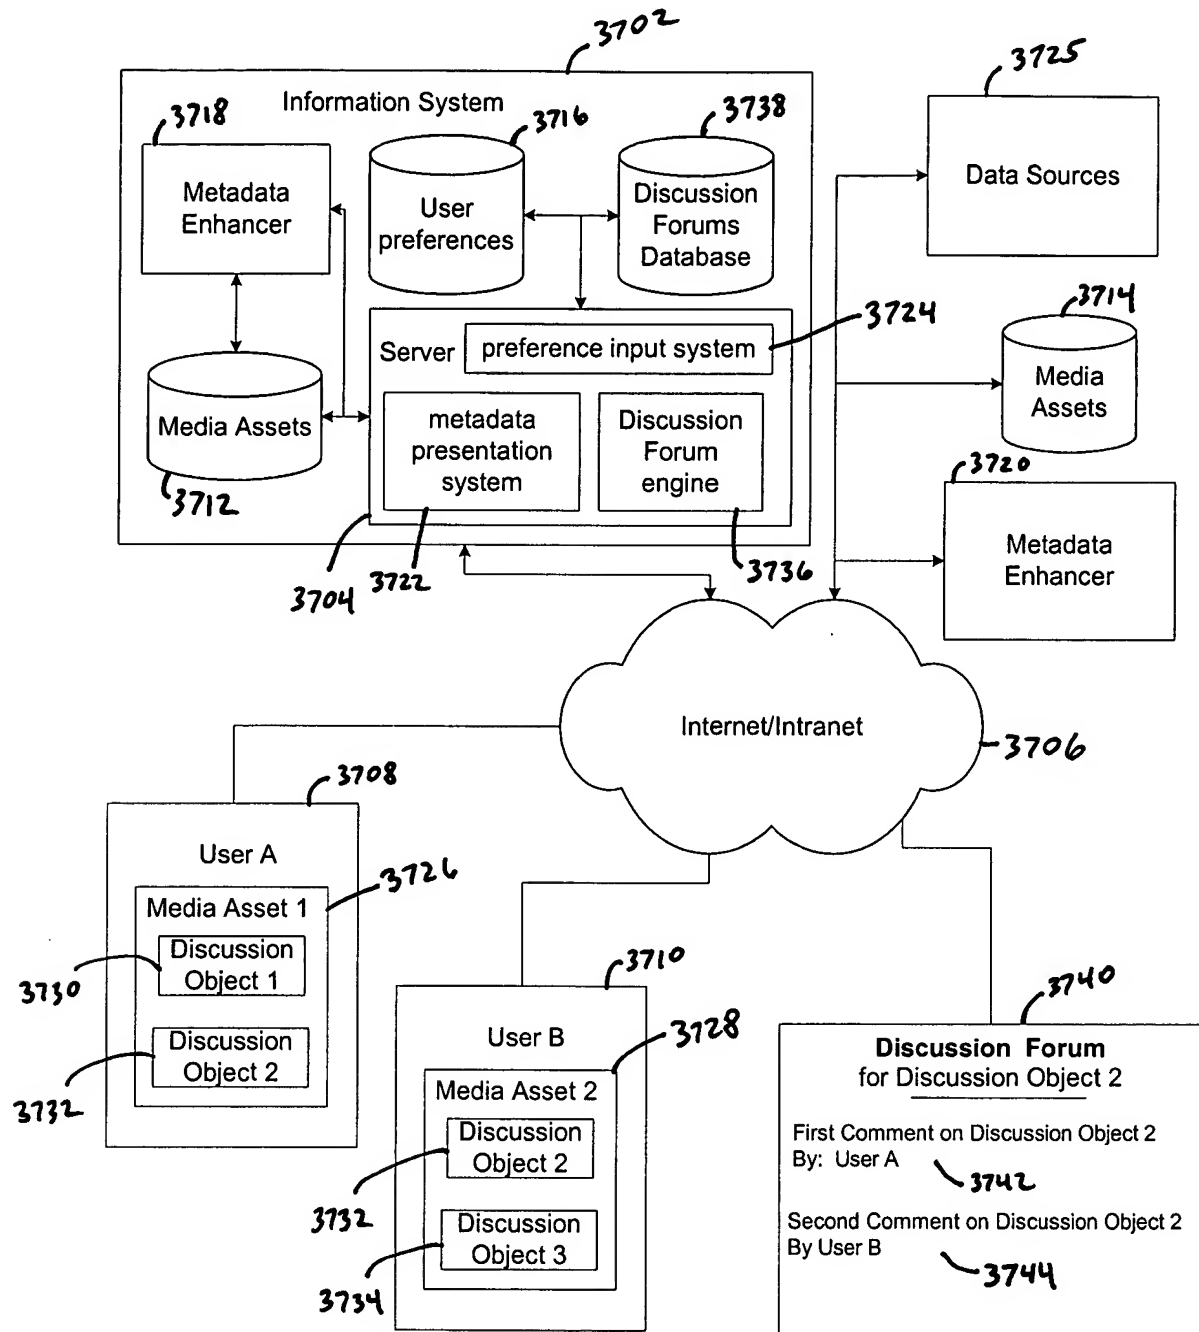 3702
Information System
3718
Metadata
Enhancer
3716
User
preferences
3738
Discussion
Forums
Database
3725
Data Sources
3714
Media
Assets
3724
Server
preference input system
Media Assets
3712
metadata
presentation
system
Discussion
Forum
engine
3704
3722
3736
3720
Metadata
Enhancer
Internet/Intranet
3706
3708
User A
3726
Media Asset 1
Discussion
Object 1
3730
Discussion
Object 2
3732
3710
User B
3728
Media Asset 2
Discussion
Object 2
3732
Discussion
Object 3
3734
3740
Discussion Forum
for Discussion Object 2
First Comment on Discussion Object 2
By: User A
3742
Second Comment on Discussion Object 2
By User B
3744